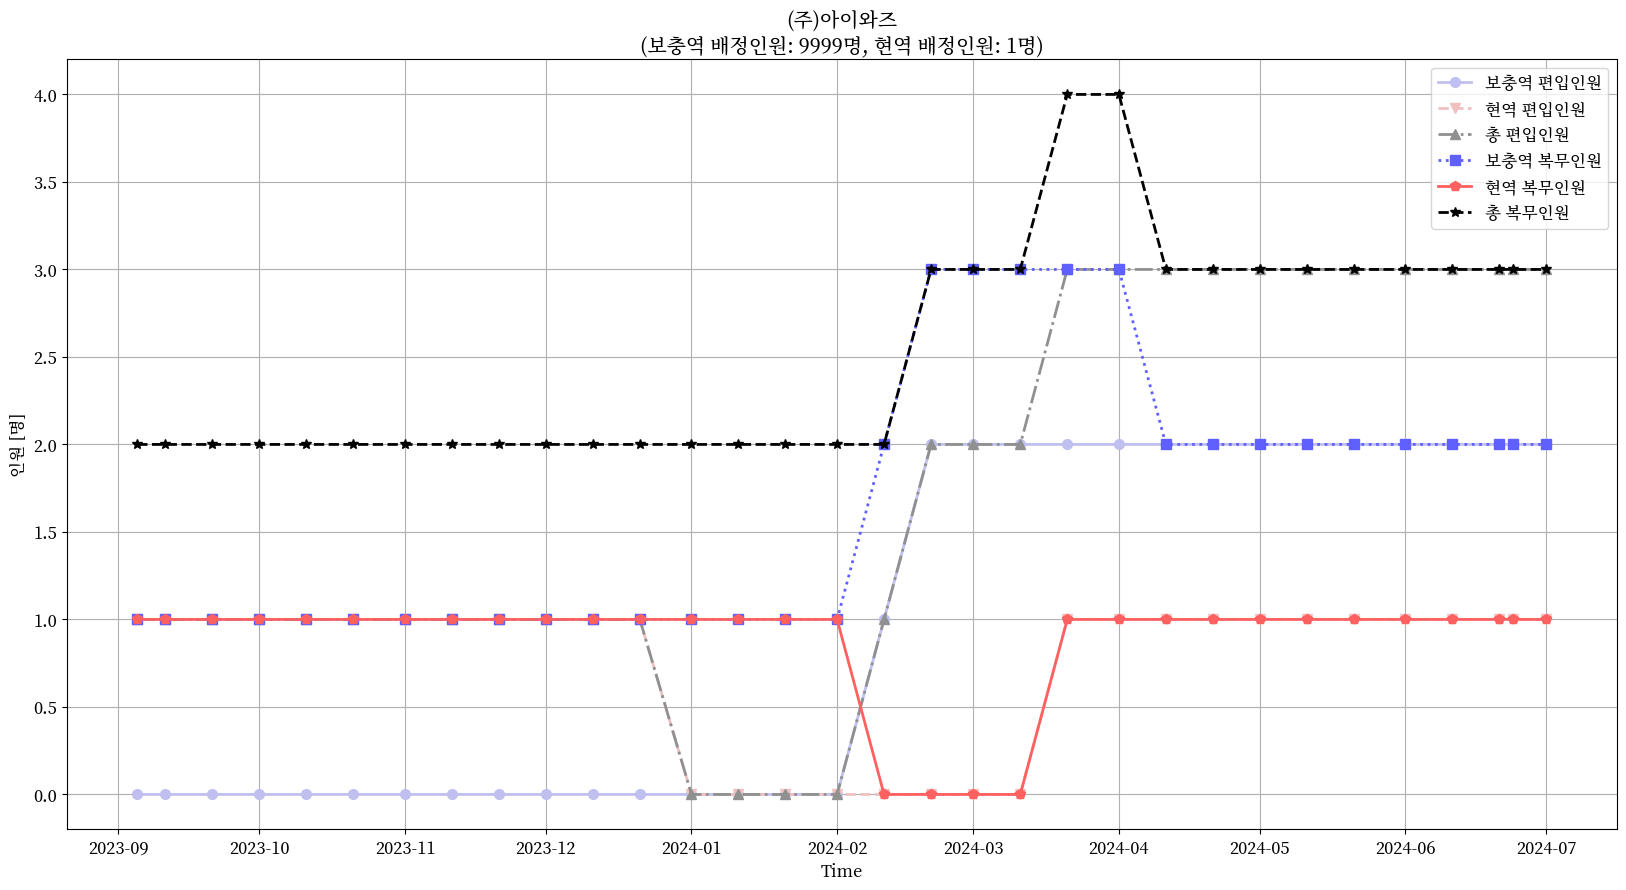 (주)아이와즈
(보충역 배정인원: 9999명, 현역 배정인원: 1명)
보충역 편입인원
현역 편입인원
총 편입인원
보충역 복무인원
현역 복무인원
총 복무인원
인원 [명]
4.0
3.5
3.0
2.5
2.0
1.5
1.0
0.5
0.0
2023-09 2023-10 2023-11 2023-12 2024-01 2024-02 2024-03 2024-04 2024-05 2024-06 2024-07
Time